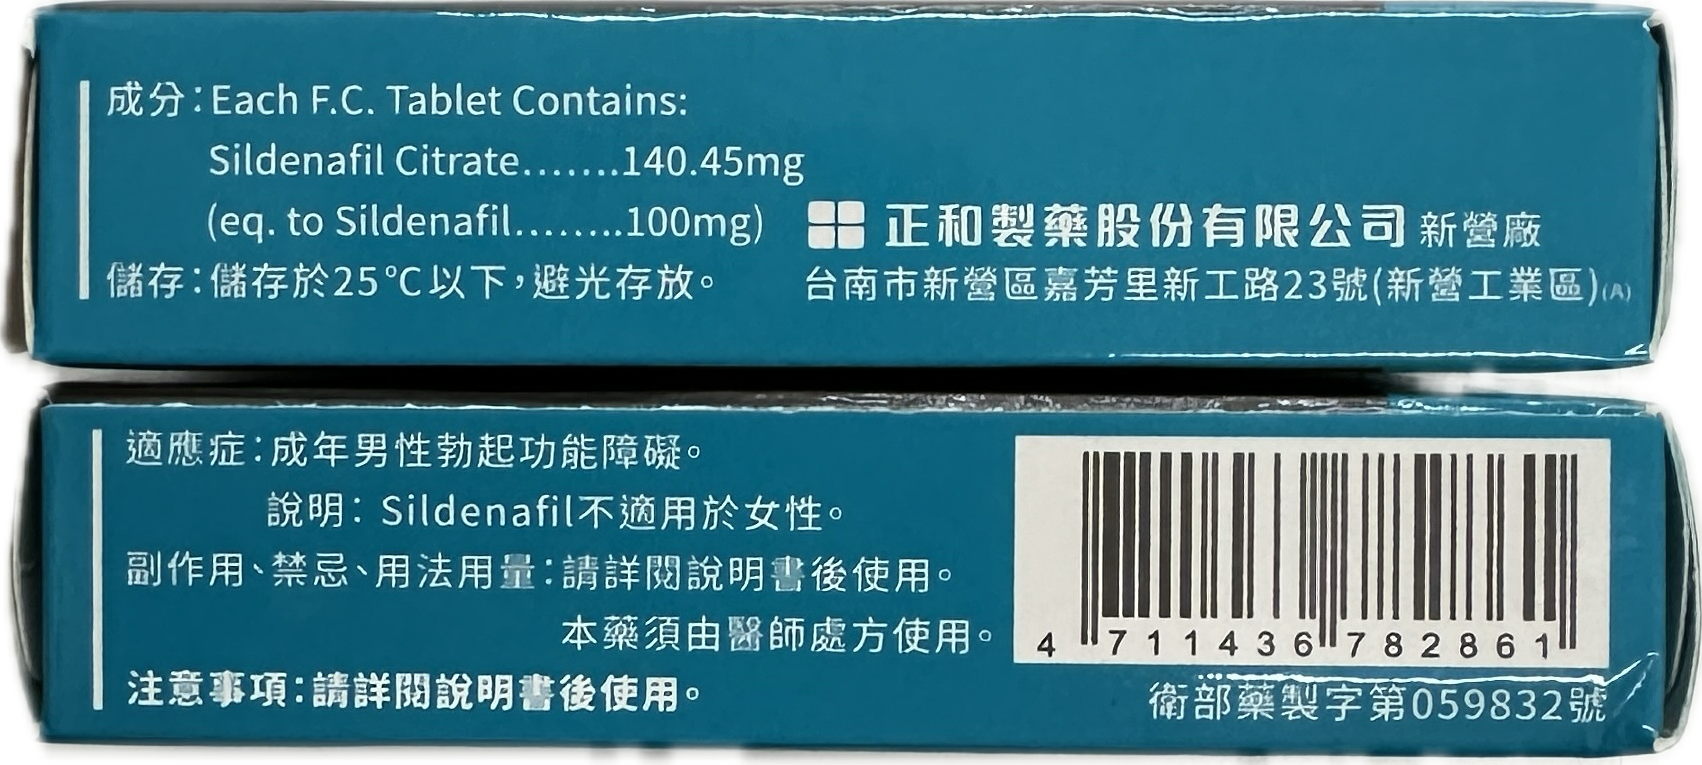 成分：Each F.C. Tablet Contains:
Sildenafil Citrate.......140.45mg
(eq. to Sildenafil........100mg)
儲存：儲存於25℃以下，避光存放。
正和製藥股份有限公司 新營廠
台南市新營區嘉芳里新工路23號(新營工業區)(A)
適應症：成年男性勃起功能障礙。
說明：Sildenafil不適用於女性。
副作用、禁忌、用法用量：請詳閱說明書後使用。
本藥須由醫師處方使用。
注意事項：請詳閱說明書後使用。
4 711436 782861
衛部藥製字第059832號